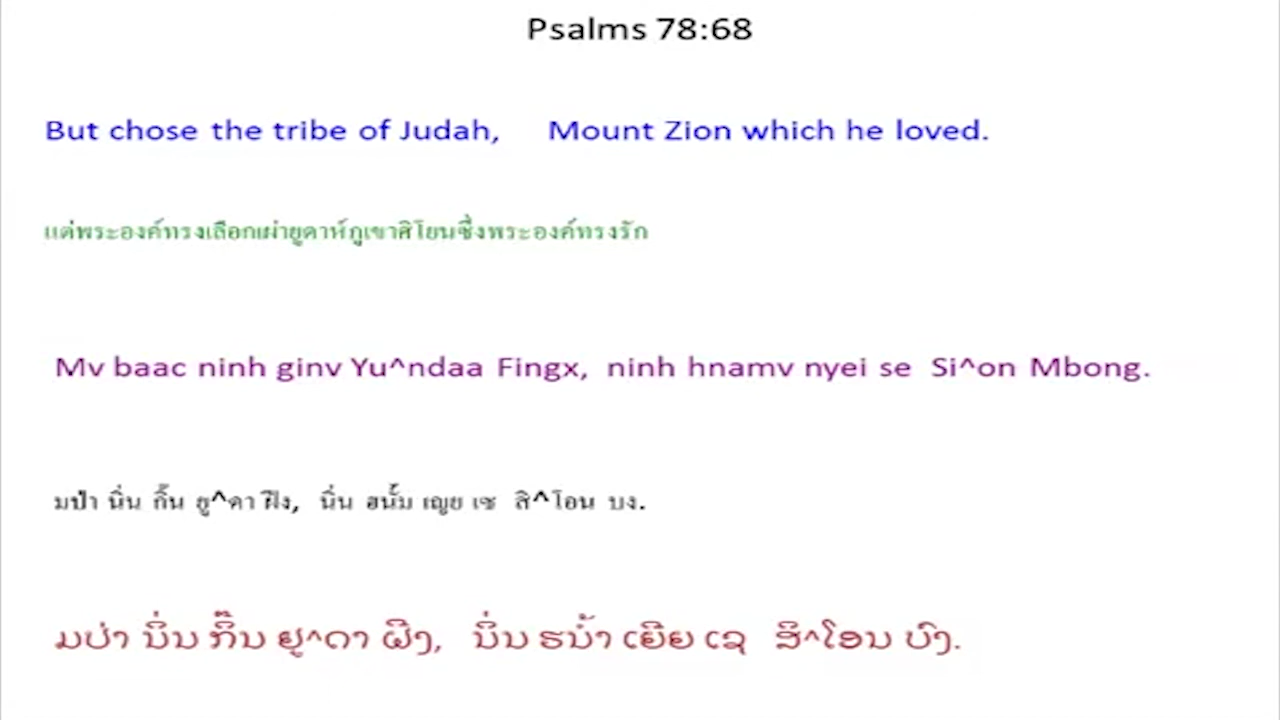 Psalms 78:68
But chose the tribe of Judah, Mount Zion which he loved.
แต่พระองค์ทรงเลือกเผ่ายูดาห์ภูเขาศิโยนซึ่งพระองค์ทรงรัก
Mv baac ninh ginv Yu^ndaa Fingx, ninh hnamv nyei se Si^on Mbong.
มป่า นิ่น กิ๊น ยู^ดา ฝีง, นิ่น ฮนั้ม เญย เซ สิ^โอน บง.
ມປ່າ ນິ່ນ ກິ໊ນ ຢູ^ດາ ຝີງ, ນິ່ນ ຮນ້ຳ ເຍີຍ ເຊ ສິ^ໂອນ ບົງ.